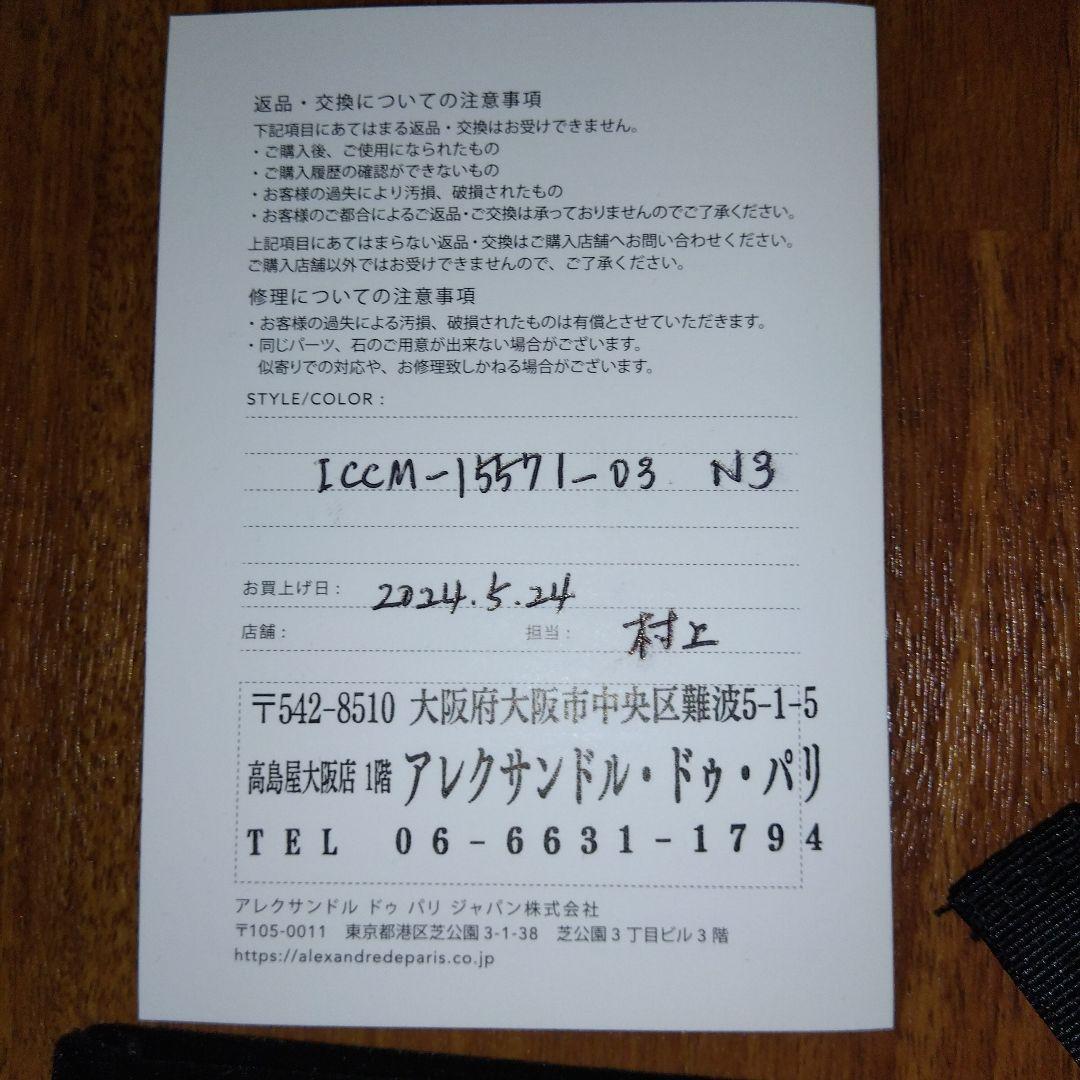 返品・交換についての注意事項
下記項目にあてはまる返品・交換はお受けできません。
・ご購入後、ご使用になられたもの
・ご購入履歴の確認ができないもの
・お客様の過失により汚損、破損されたもの
・お客様のご都合によるご返品・ご交換は承っておりませんのでご了承ください。
上記項目にあてはまらない返品・交換はご購入店舗へお問い合わせください。
ご購入店舗以外ではお受けできませんので、ご了承ください。
修理についての注意事項
・お客様の過失による汚損、破損されたものは有償とさせていただきます。
・同じパーツ、石のご用意が出来ない場合がございます。
似寄りでの対応や、お修理致しかねる場合がございます。
STYLE/COLOR :
ICCM-15571-03 N3
お買上げ日 : 2024.5.24
店舗 : 担当 : 村上
〒542-8510 大阪府大阪市中央区難波5-1-5
高島屋大阪店 1階 アレクサンドル・ドゥ・パリ
TEL 06-6631-1794
アレクサンドル ドゥ パリ ジャパン株式会社
〒105-0011 東京都港区芝公園 3-1-38 芝公園 3 丁目ビル 3 階
https://alexandredeparis.co.jp